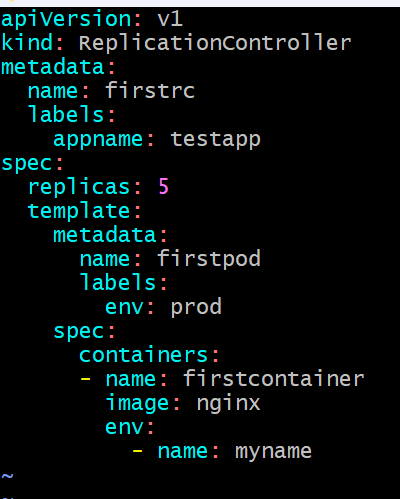 apiVersion: v1
kind: ReplicationController
metadata:
  name: firstrc
  labels:
    appname: testapp
spec:
  replicas: 5
  template:
    metadata:
      name: firstpod
      labels:
        env: prod
    spec:
      containers:
      - name: firstcontainer
        image: nginx
        env:
          - name: myname
~
~